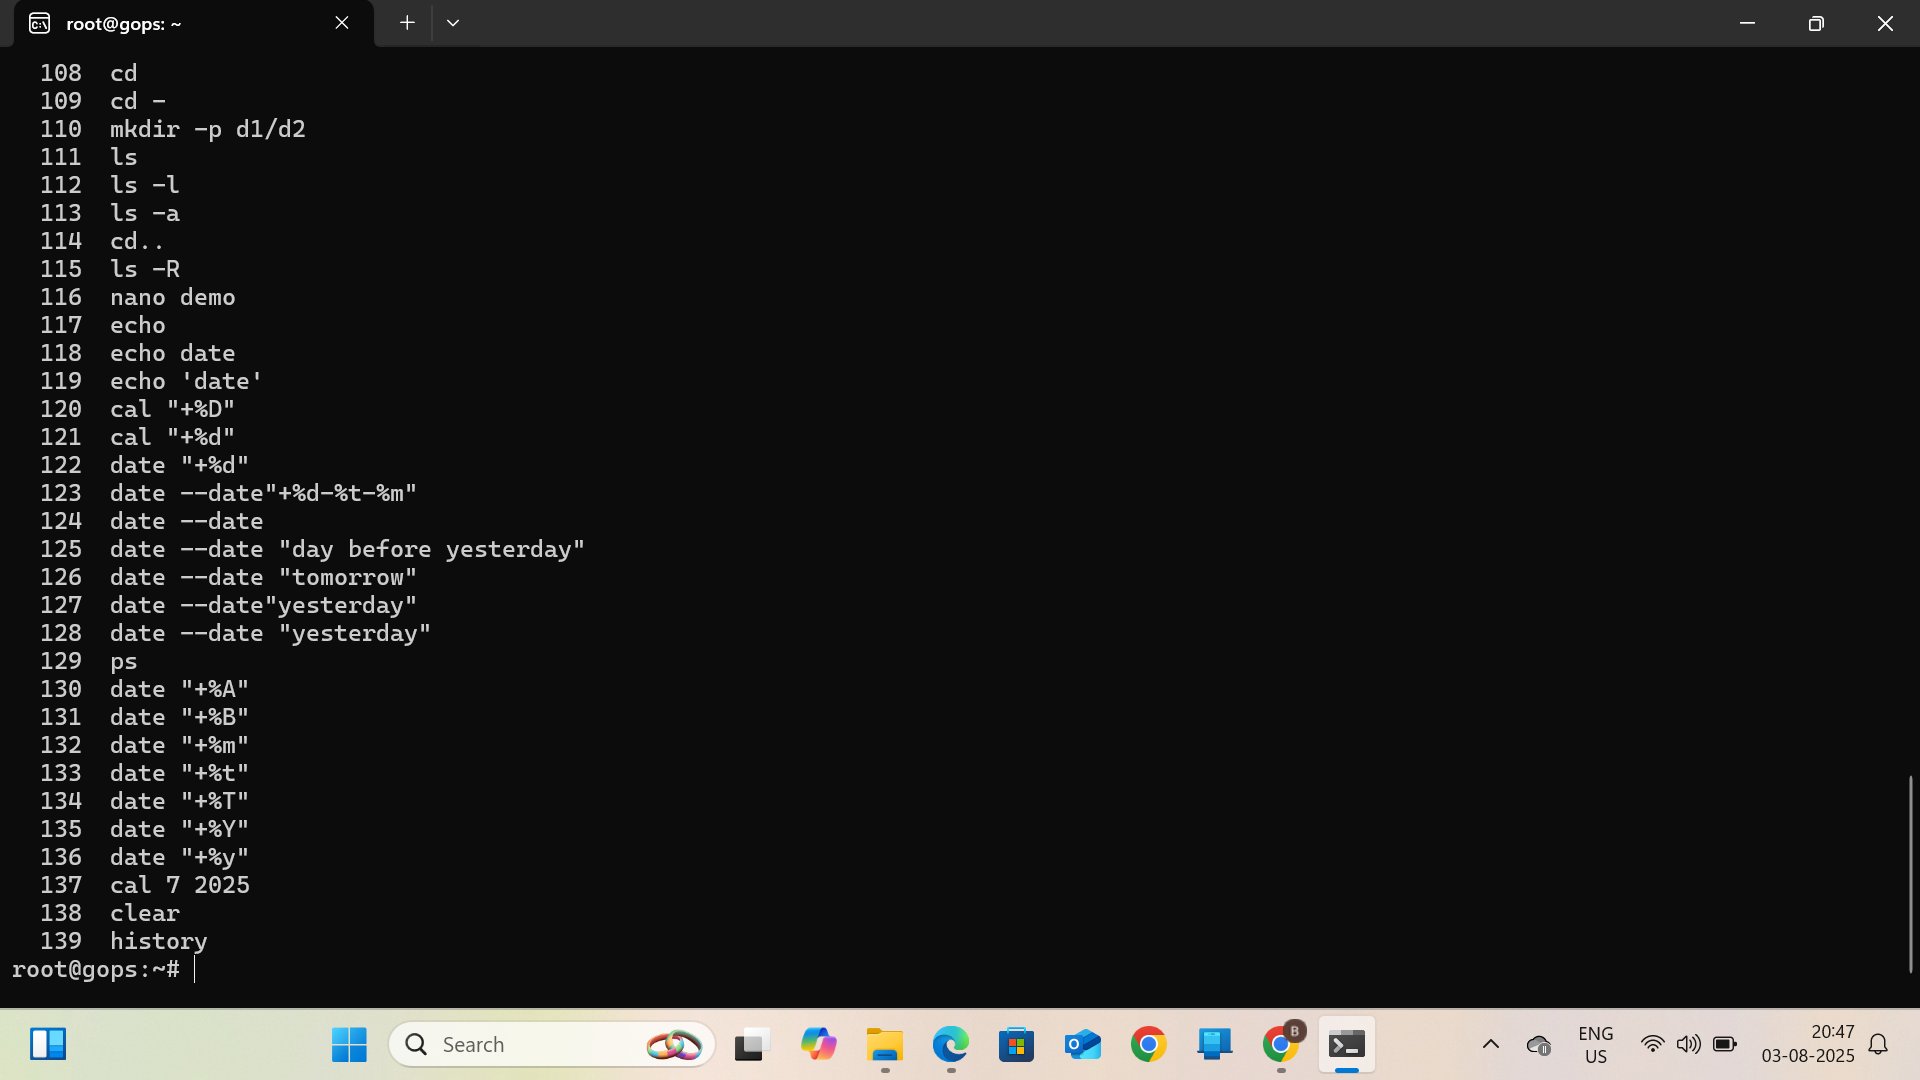 root@gops: ~
108 cd
109 cd -
110 mkdir -p d1/d2
111 ls
112 ls -l
113 ls -a
114 cd..
115 ls -R
116 nano demo
117 echo
118 echo date
119 echo 'date'
120 cal "+%D"
121 cal "+%d"
122 date "+%d"
123 date --date"+%d-%t-%m"
124 date --date
125 date --date "day before yesterday"
126 date --date "tomorrow"
127 date --date"yesterday"
128 date --date "yesterday"
129 ps
130 date "+%A"
131 date "+%B"
132 date "+%m"
133 date "+%t"
134 date "+%T"
135 date "+%Y"
136 date "+%y"
137 cal 7 2025
138 clear
139 history
root@gops:~#
Search
B
ENG
US
20:47
03-08-2025